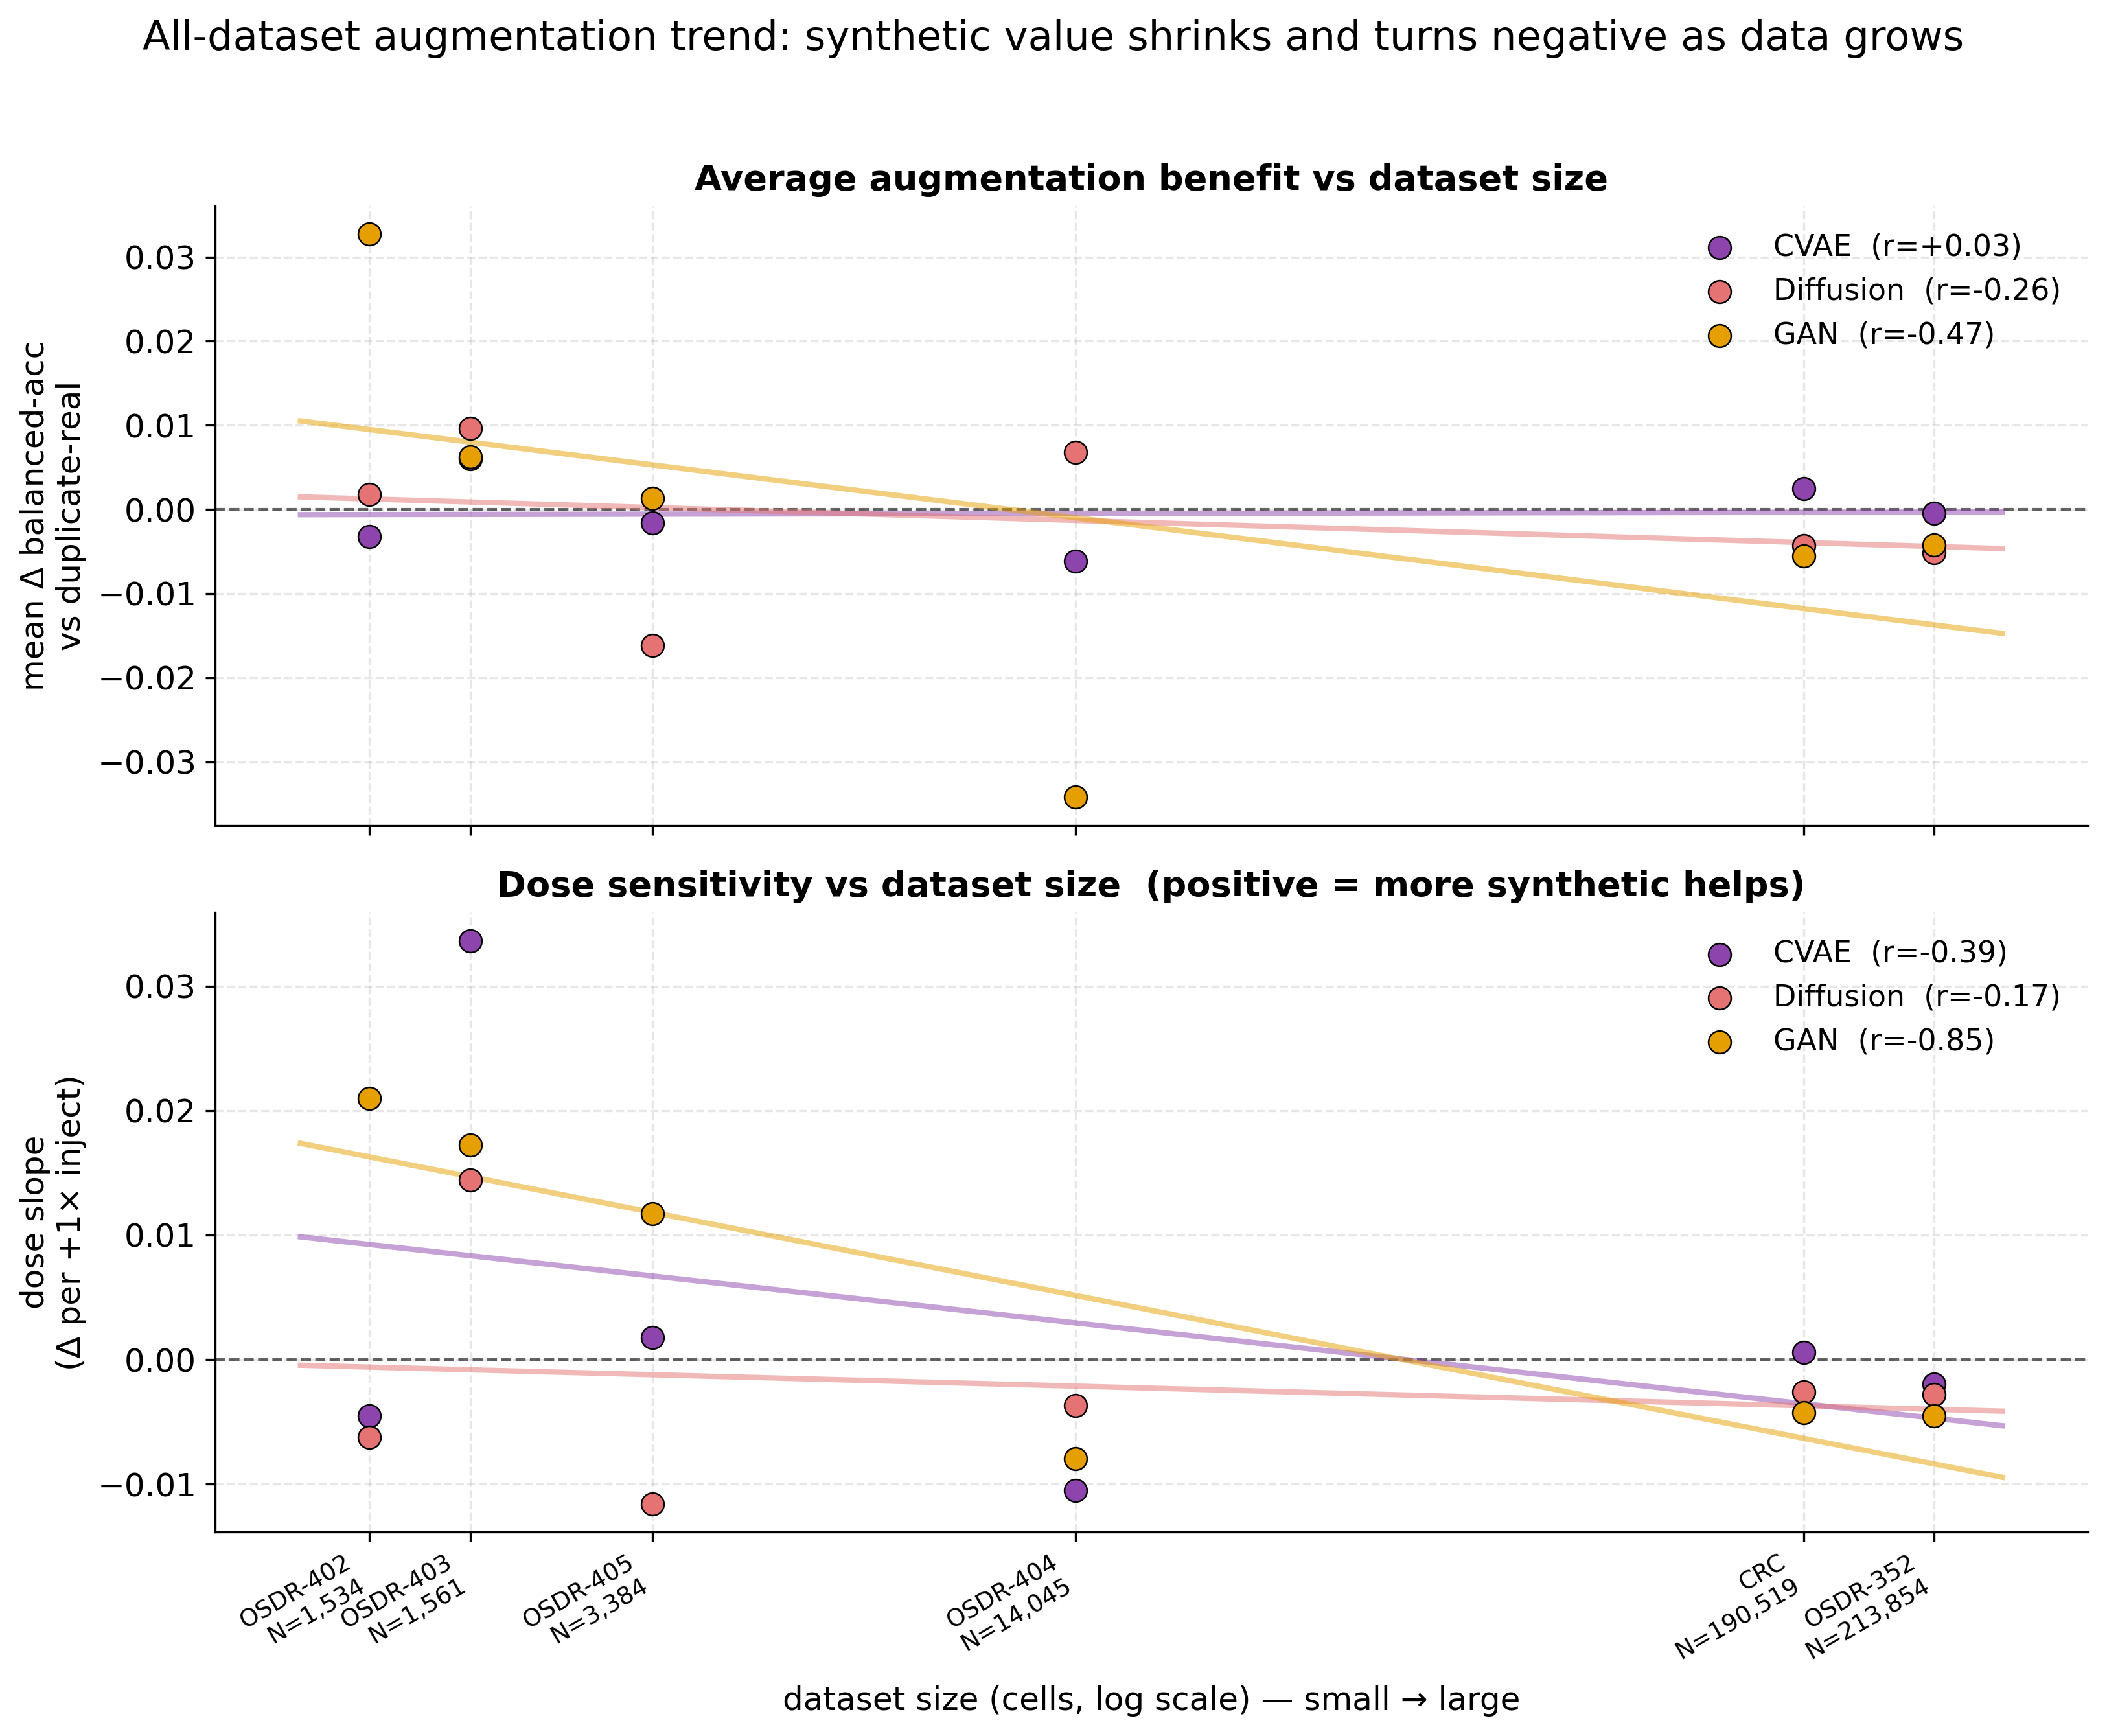 All-dataset augmentation trend: synthetic value shrinks and turns negative as data grows
Average augmentation benefit vs dataset size
mean Δ balanced-acc
vs duplicate-real
0.03
0.02
0.01
0.00
−0.01
−0.02
−0.03
CVAE (r=+0.03)
Diffusion (r=-0.26)
GAN (r=-0.47)
Dose sensitivity vs dataset size (positive = more synthetic helps)
dose slope
(Δ per +1× inject)
0.03
0.02
0.01
0.00
−0.01
CVAE (r=-0.39)
Diffusion (r=-0.17)
GAN (r=-0.85)
OSDR-402
N=1,534
OSDR-403
N=1,561
OSDR-405
N=3,384
OSDR-404
N=14,045
CRC
N=190,519
OSDR-352
N=213,854
dataset size (cells, log scale) — small → large